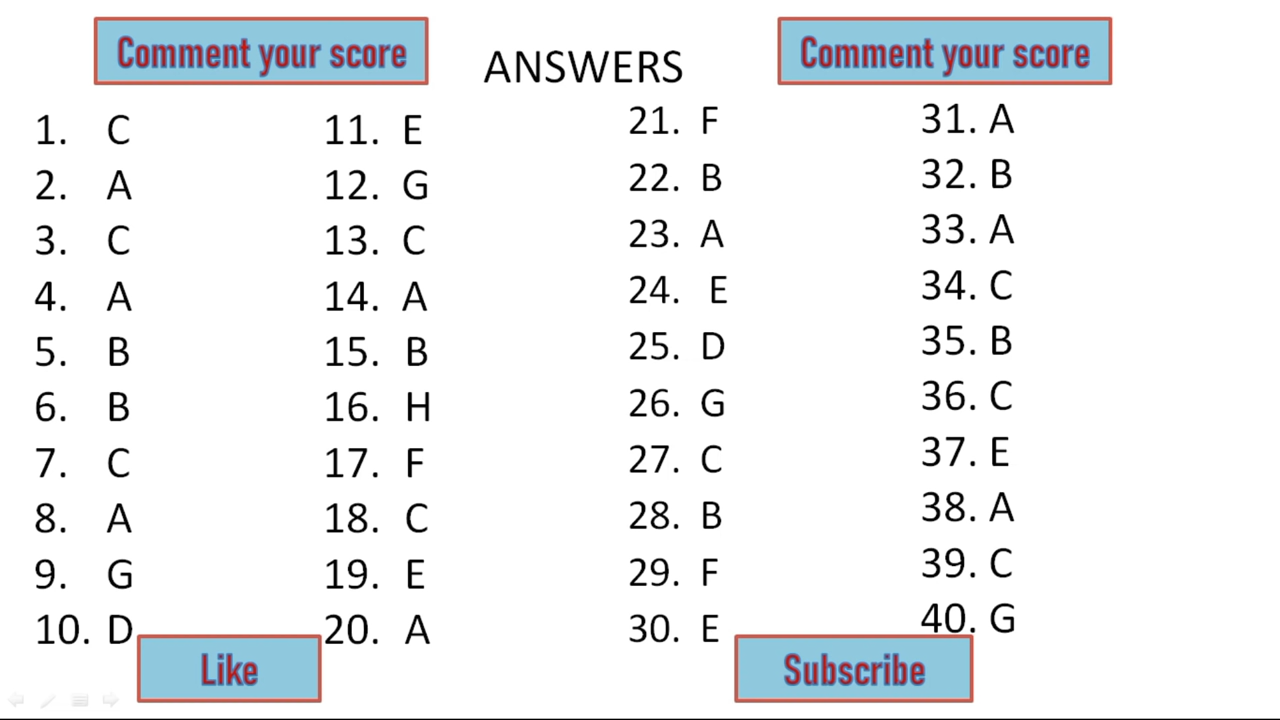 Comment your score
ANSWERS
Comment your score
1. C
2. A
3. C
4. A
5. B
6. B
7. C
8. A
9. G
10. D
11. E
12. G
13. C
14. A
15. B
16. H
17. F
18. C
19. E
20. A
21. F
22. B
23. A
24. E
25. D
26. G
27. C
28. B
29. F
30. E
31. A
32. B
33. A
34. C
35. B
36. C
37. E
38. A
39. C
40. G
Like
Subscribe